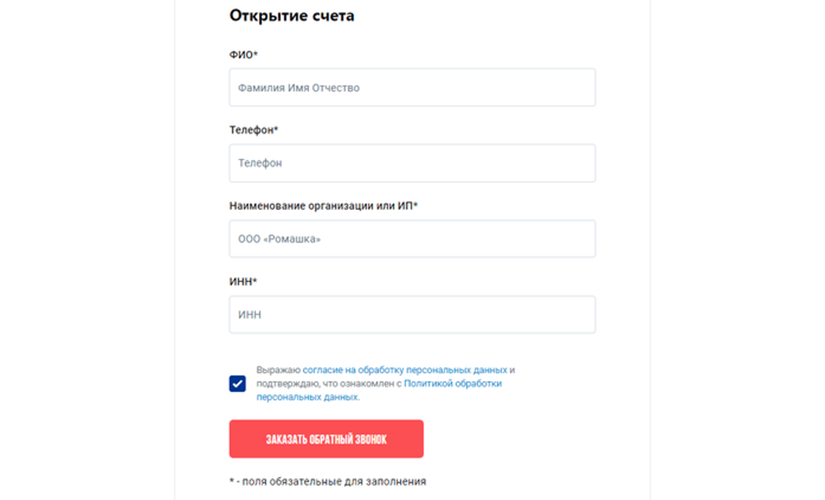 Открытие счета
ФИО*
Фамилия Имя Отчество
Телефон*
Телефон
Наименование организации или ИП*
ООО «Ромашка»
ИНН*
ИНН
Выражаю согласие на обработку персональных данных и
подтверждаю, что ознакомлен с Политикой обработки
персональных данных.
ЗАКАЗАТЬ ОБРАТНЫЙ ЗВОНОК
* - поля обязательные для заполнения